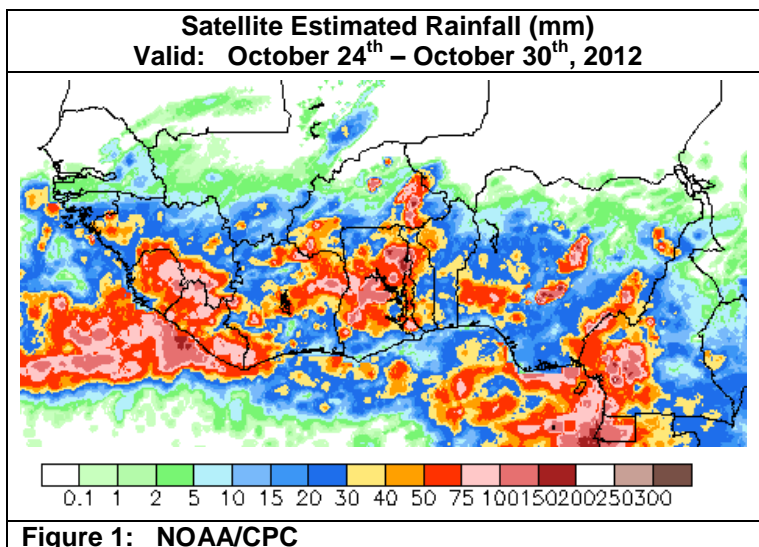 Satellite Estimated Rainfall (mm)
Valid: October 24th – October 30th, 2012
0.1 1 2 5 10 15 20 30 40 50 75 100150200250300
Figure 1: NOAA/CPC